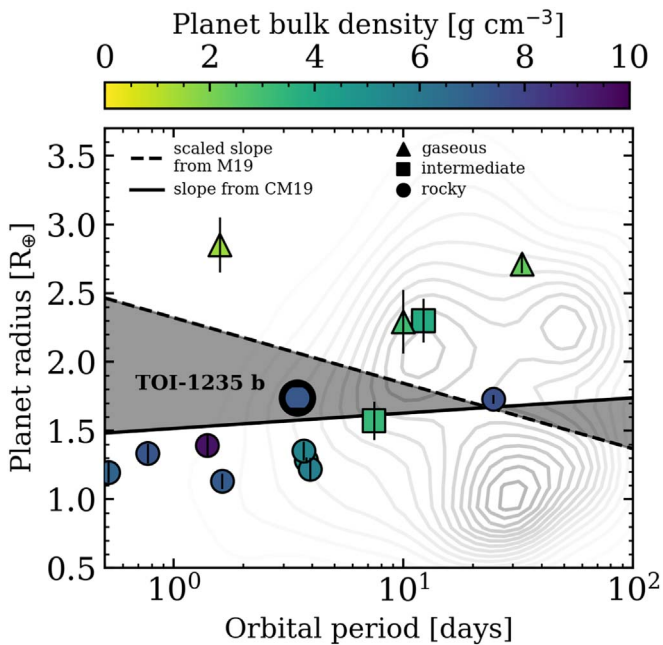 Planet bulk density [g cm⁻³]
0 2 4 6 8 10
scaled slope
from M19
slope from CM19
gaseous
intermediate
rocky
TOI-1235 b
Planet radius [R⊕]
3.5
3.0
2.5
2.0
1.5
1.0
0.5
10⁰ 10¹ 10²
Orbital period [days]